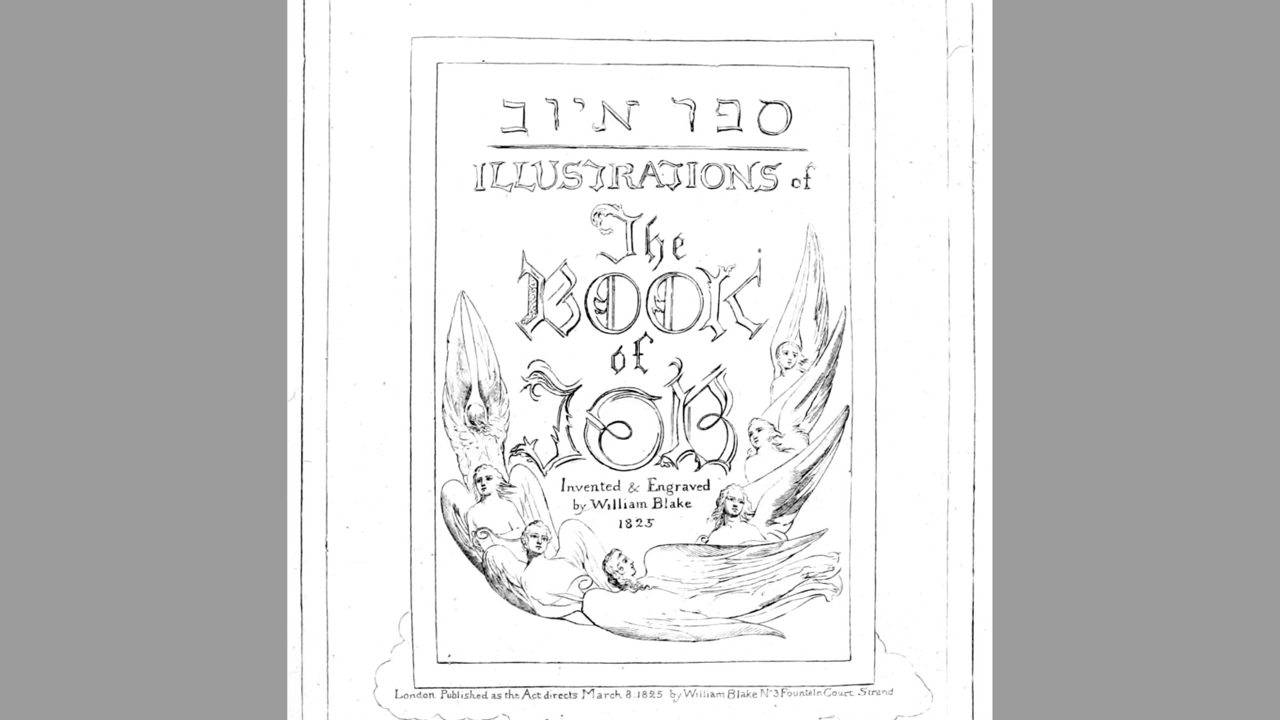 ספר איוב
ILLUSTRATIONS of
The
BOOK
of
JOB
Invented & Engraved
by William Blake
1825
London Published as the Act directs March 8. 1825 by William Blake No 3 Fountain Court Strand